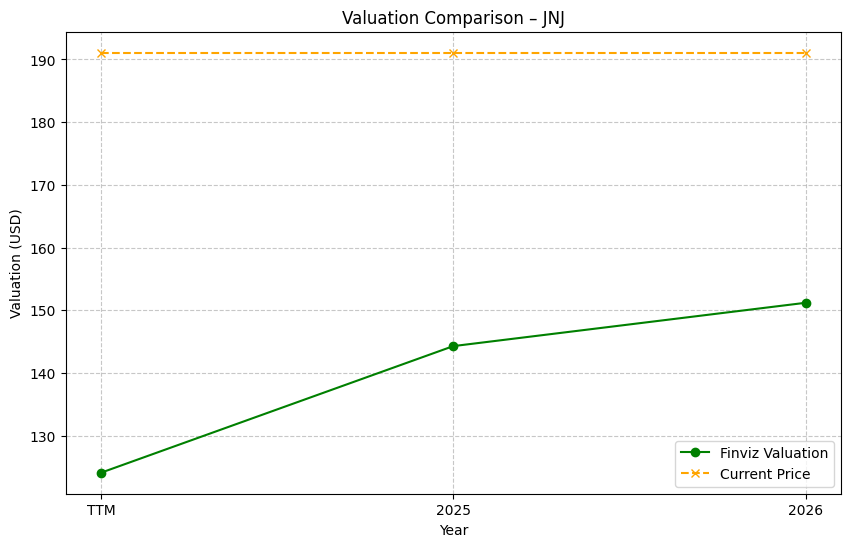 Valuation Comparison – JNJ
Valuation (USD)
190
180
170
160
150
140
130
TTM
2025
2026
Year
Finviz Valuation
Current Price